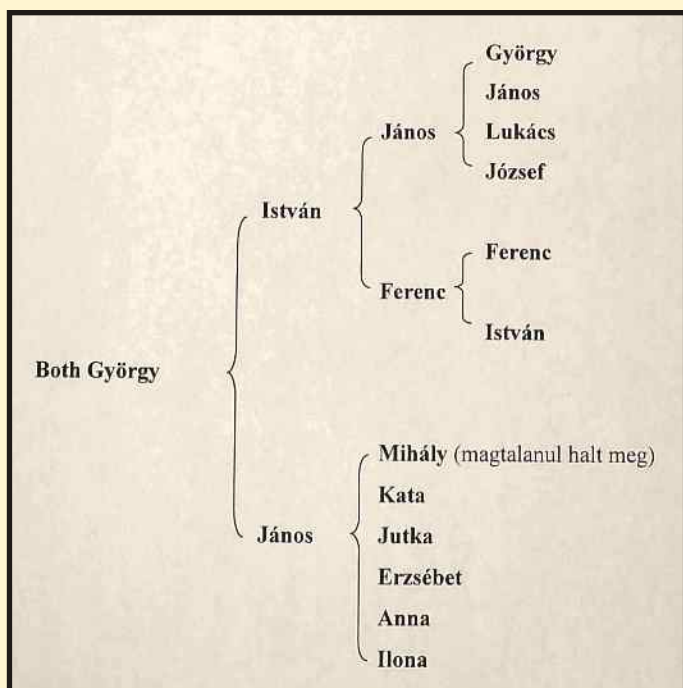 György
János
János
Lukács
József
István
Ferenc
Ferenc
István
Both György
Mihály (magtalanul halt meg)
Kata
János
Jutka
Erzsébet
Anna
Ilona